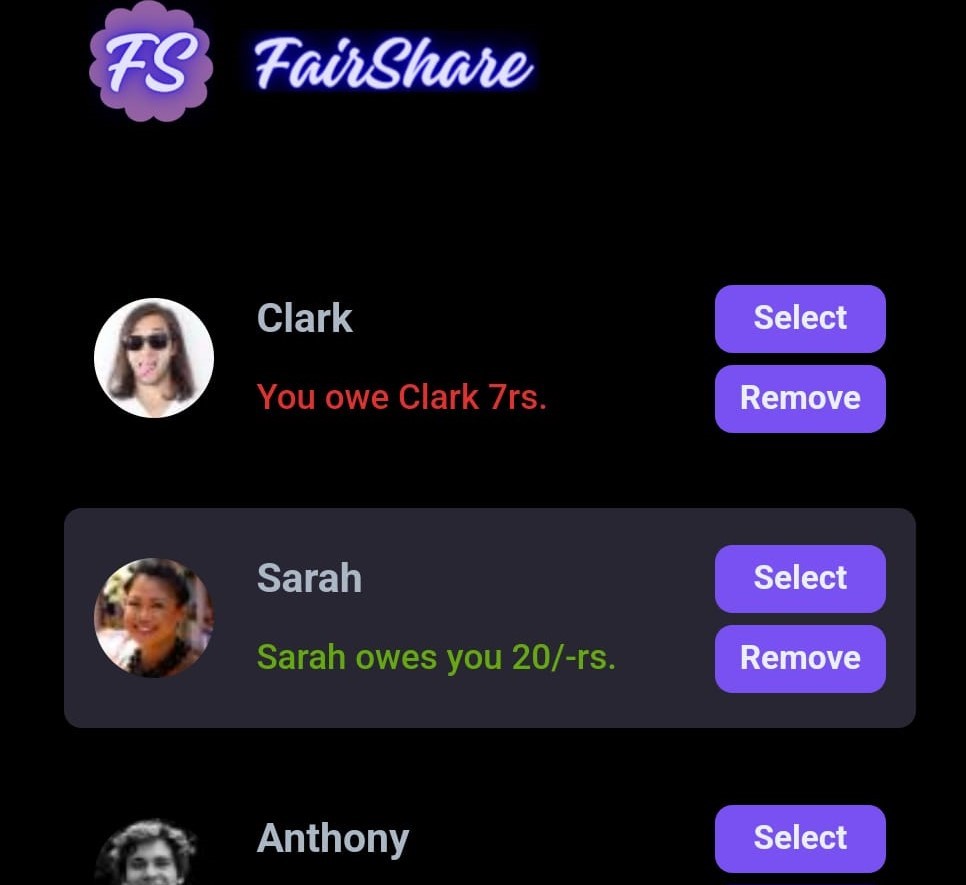 FS FairShare
Clark
Select
You owe Clark 7rs.
Remove
Sarah
Select
Sarah owes you 20/-rs.
Remove
Anthony
Select